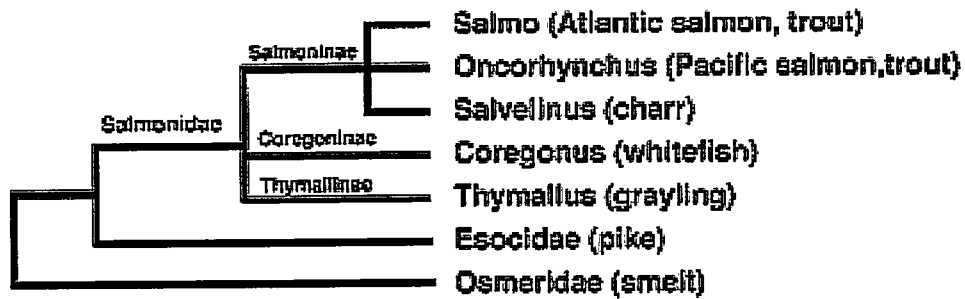 Salmo (Atlantic salmon, trout)
Salmoninae
Oncorhynchus (Pacific salmon,trout)
Salvelinus (charr)
Salmonidae
Coregoninae
Coregonus (whitefish)
Thymallinae
Thymallus (grayling)
Esocidae (pike)
Osmeridae (smelt)